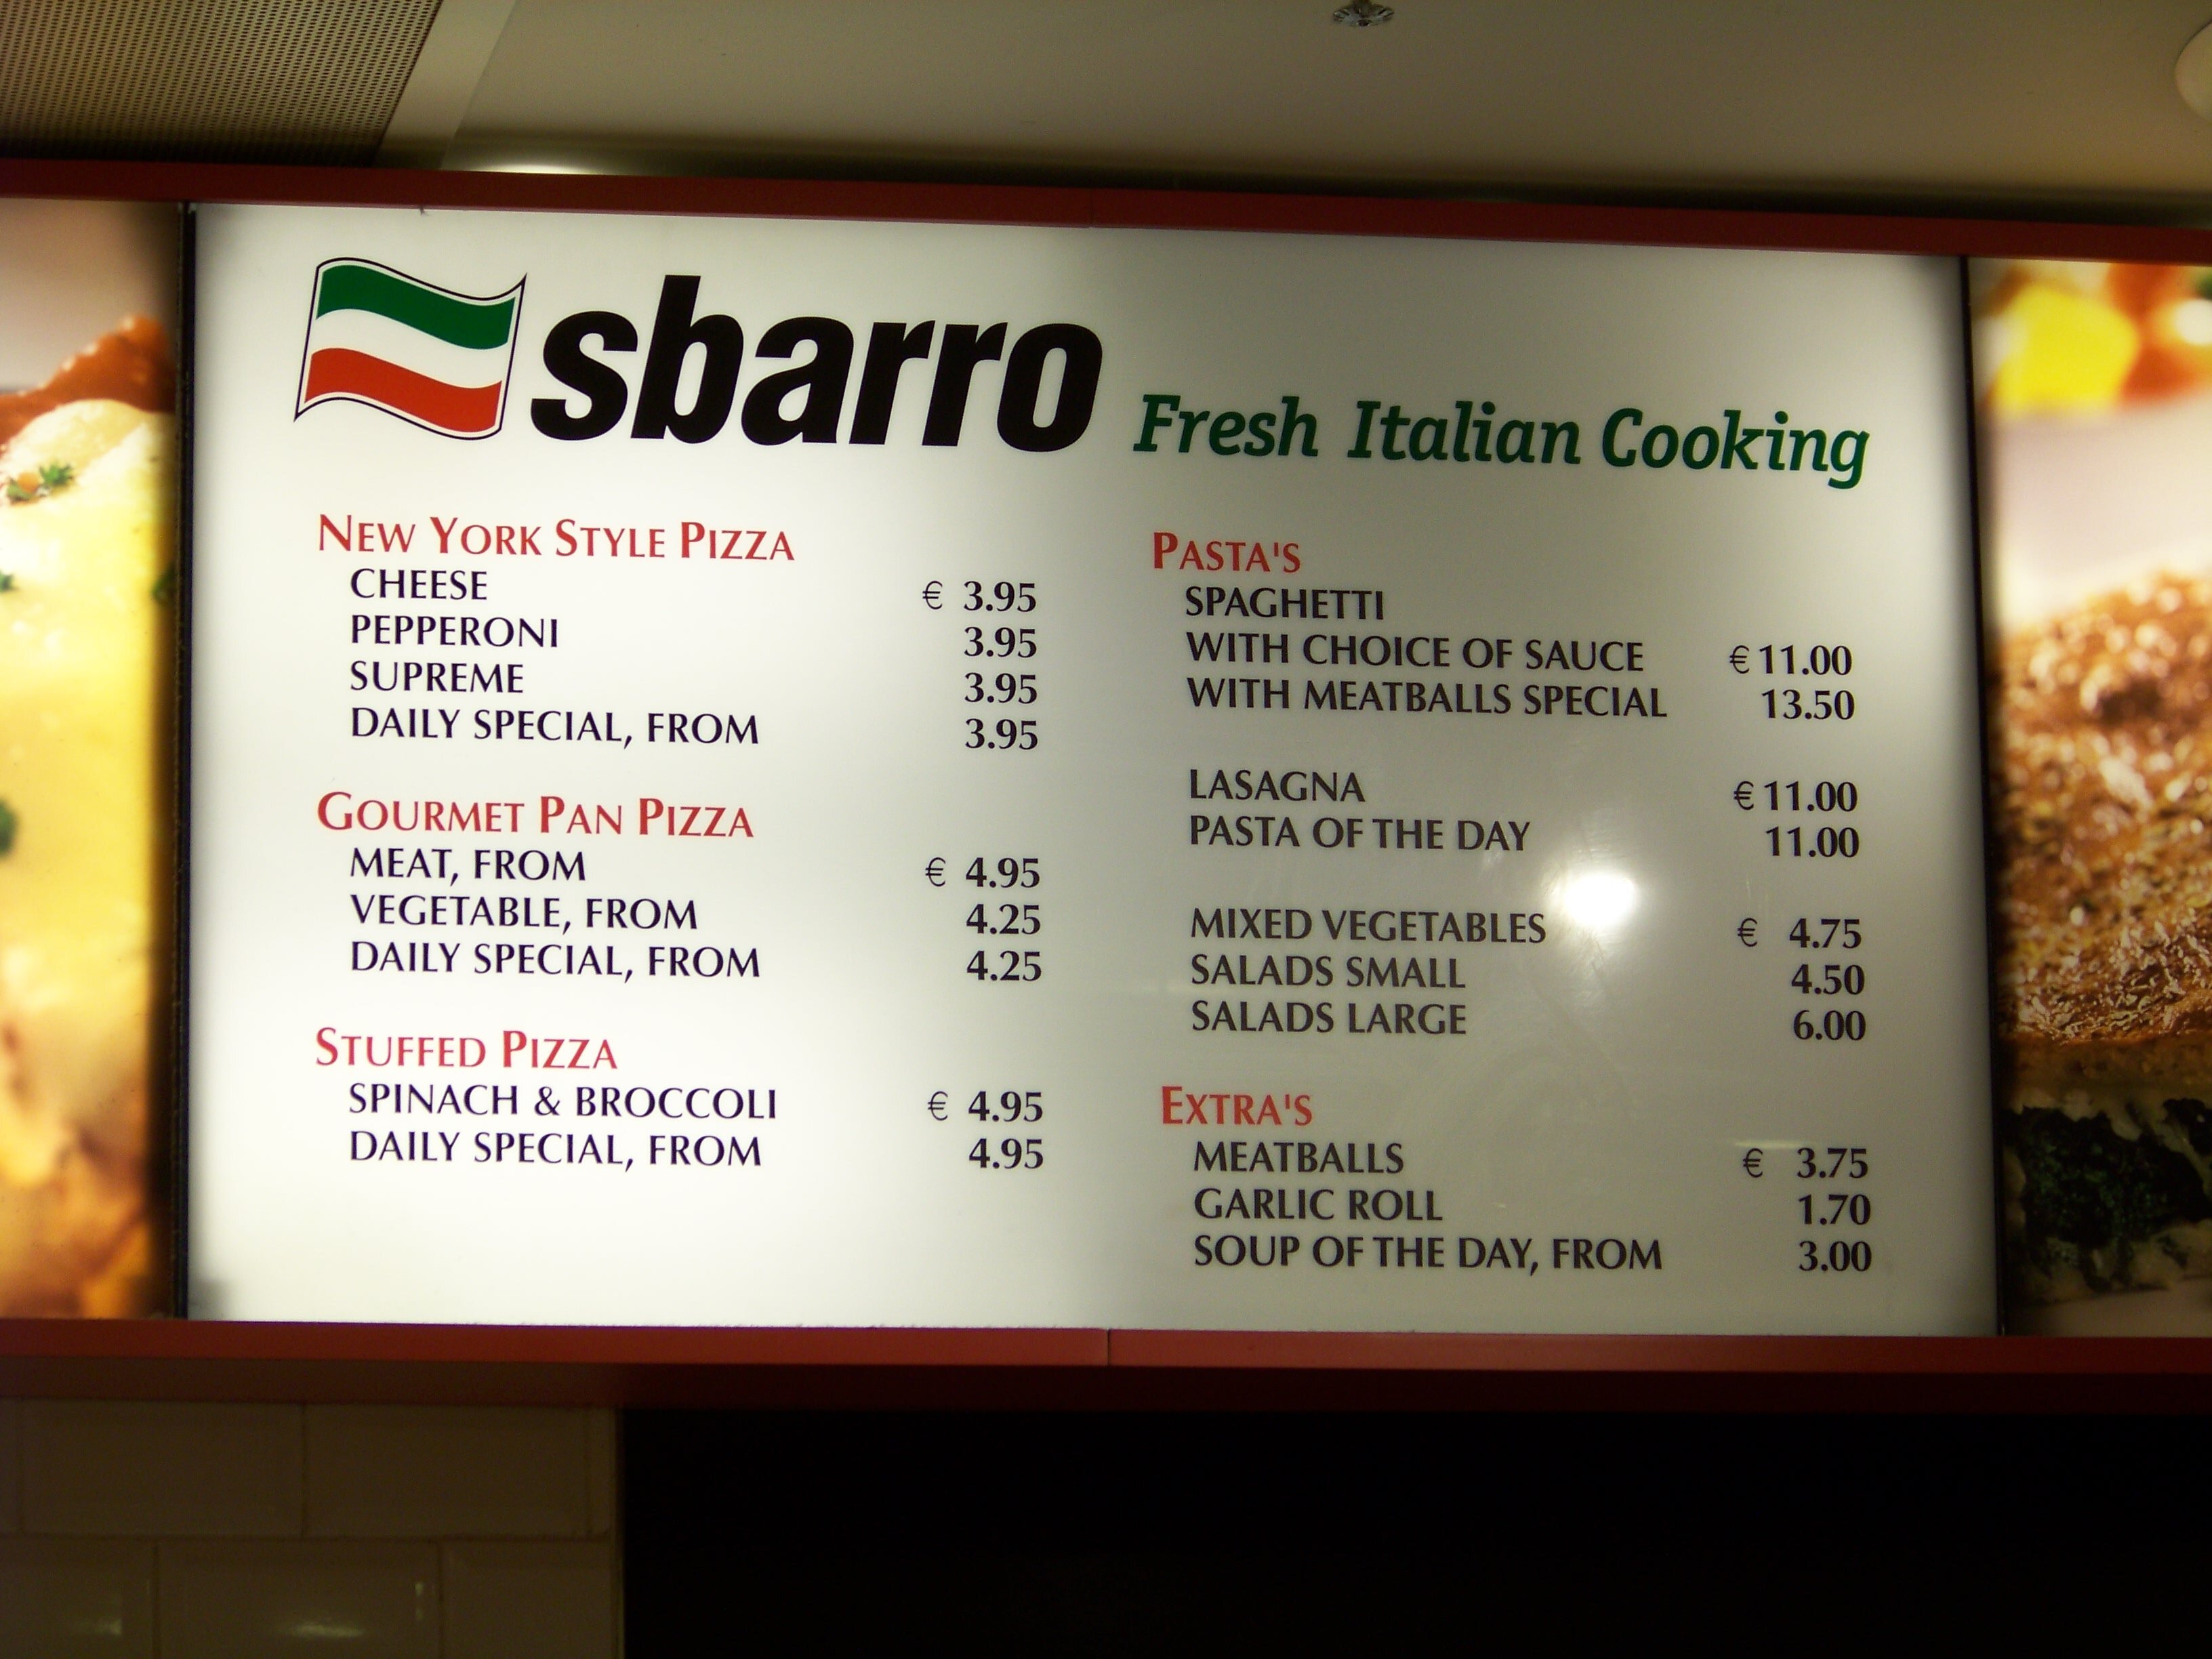 sbarro Fresh Italian Cooking
NEW YORK STYLE PIZZA
CHEESE € 3.95
PEPPERONI 3.95
SUPREME 3.95
DAILY SPECIAL, FROM 3.95
GOURMET PAN PIZZA
MEAT, FROM € 4.95
VEGETABLE, FROM 4.25
DAILY SPECIAL, FROM 4.25
STUFFED PIZZA
SPINACH & BROCCOLI € 4.95
DAILY SPECIAL, FROM 4.95
PASTA'S
SPAGHETTI
WITH CHOICE OF SAUCE € 11.00
WITH MEATBALLS SPECIAL 13.50
LASAGNA € 11.00
PASTA OF THE DAY 11.00
MIXED VEGETABLES € 4.75
SALADS SMALL 4.50
SALADS LARGE 6.00
EXTRA'S
MEATBALLS € 3.75
GARLIC ROLL 1.70
SOUP OF THE DAY, FROM 3.00